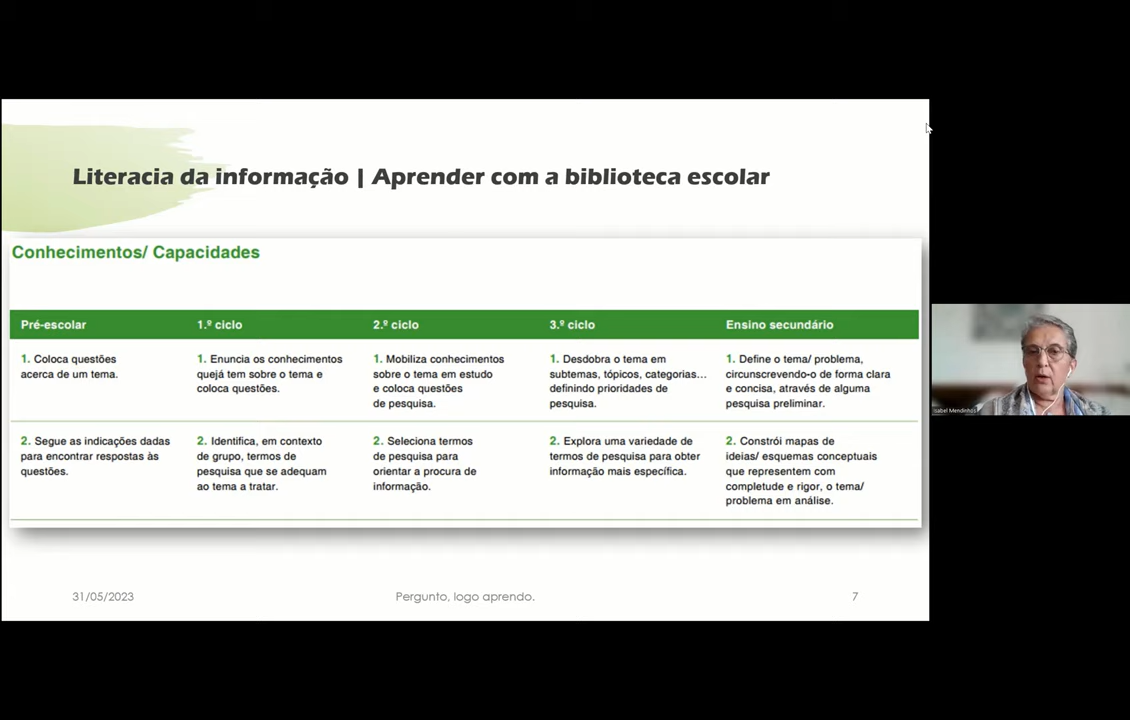 Literacia da informação | Aprender com a biblioteca escolar
Conhecimentos/ Capacidades
Pré-escolar
1.º ciclo
2.º ciclo
3.º ciclo
Ensino secundário
1. Coloca questões
acerca de um tema.
1. Enuncia os conhecimentos
quejá tem sobre o tema e
coloca questões.
1. Mobiliza conhecimentos
sobre o tema em estudo
e coloca questões
de pesquisa.
1. Desdobra o tema em
subtemas, tópicos, categorias…
definindo prioridades de
pesquisa.
1. Define o tema/ problema,
circunscrevendo-o de forma clara
e concisa, através de alguma
pesquisa preliminar.
2. Segue as indicações dadas
para encontrar respostas às
questões.
2. Identifica, em contexto
de grupo, termos de
pesquisa que se adequam
ao tema a tratar.
2. Seleciona termos
de pesquisa para
orientar a procura de
informação.
2. Explora uma variedade de
termos de pesquisa para obter
informação mais específica.
2. Constrói mapas de
ideias/ esquemas conceptuais
que representem com
completude e rigor, o tema/
problema em análise.
31/05/2023
Pergunto, logo aprendo.
7
Isabel Mendinhos